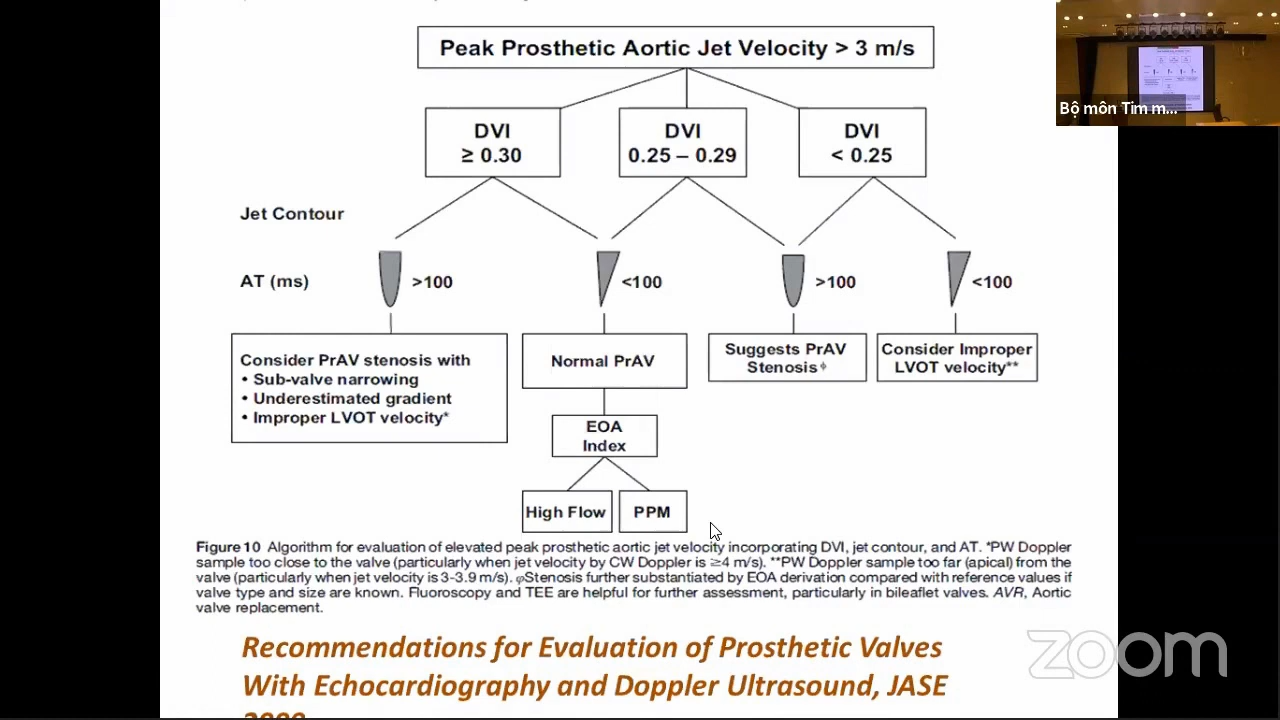 Peak Prosthetic Aortic Jet Velocity > 3 m/s
DVI
≥ 0.30
DVI
0.25 – 0.29
DVI
< 0.25
Jet Contour
AT (ms)
>100
<100
>100
<100
Consider PrAV stenosis with
• Sub-valve narrowing
• Underestimated gradient
• Improper LVOT velocity*
Normal PrAV
Suggests PrAV
Stenosisᵠ
Consider Improper
LVOT velocity**
EOA
Index
High Flow
PPM
Figure 10 Algorithm for evaluation of elevated peak prosthetic aortic jet velocity incorporating DVI, jet contour, and AT. *PW Doppler
sample too close to the valve (particularly when jet velocity by CW Doppler is ≥4 m/s). **PW Doppler sample too far (apical) from the
valve (particularly when jet velocity is 3-3.9 m/s). φStenosis further substantiated by EOA derivation compared with reference values if
valve type and size are known. Fluoroscopy and TEE are helpful for further assessment, particularly in bileaflet valves. AVR, Aortic
valve replacement.
Recommendations for Evaluation of Prosthetic Valves
With Echocardiography and Doppler Ultrasound, JASE
Bộ môn Tim m...
zoom